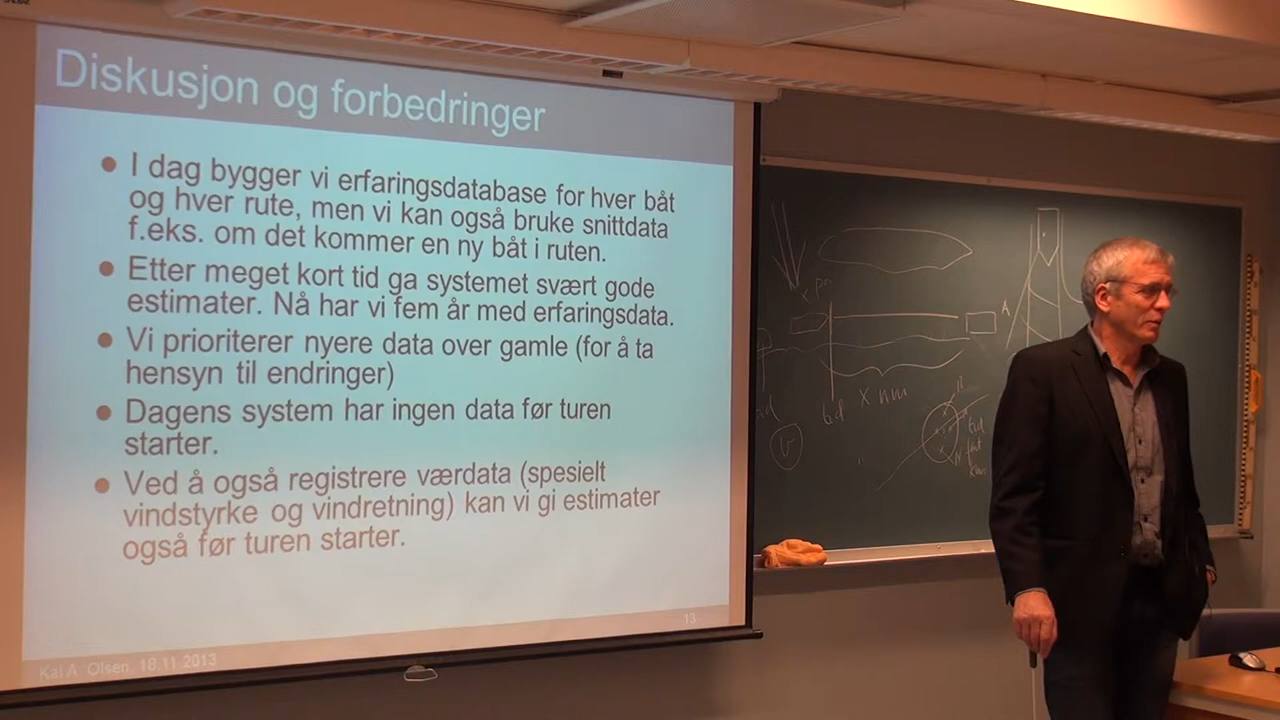 Diskusjon og forbedringer
I dag bygger vi erfaringsdatabase for hver båt
og hver rute, men vi kan også bruke snittdata
f.eks. om det kommer en ny båt i ruten.
Etter meget kort tid ga systemet svært gode
estimater. Nå har vi fem år med erfaringsdata.
Vi prioriterer nyere data over gamle (for å ta
hensyn til endringer)
Dagens system har ingen data før turen
starter.
Ved å også registrere værdata (spesielt
vindstyrke og vindretning) kan vi gi estimater
også før turen starter.
13
Kai A. Olsen, 18.11.2013
A
X nm